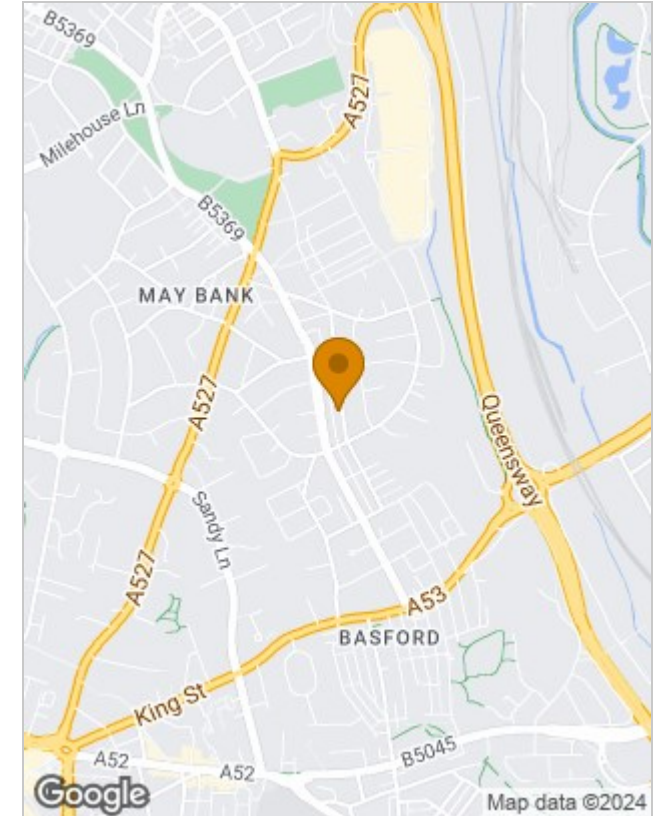 B5369
A527
Milehouse Ln
B5369
MAY BANK
A527
Queensway
Sandy Ln
A527
A53
BASFORD
King St
A52
A52
B5045
Google
Map data ©2024